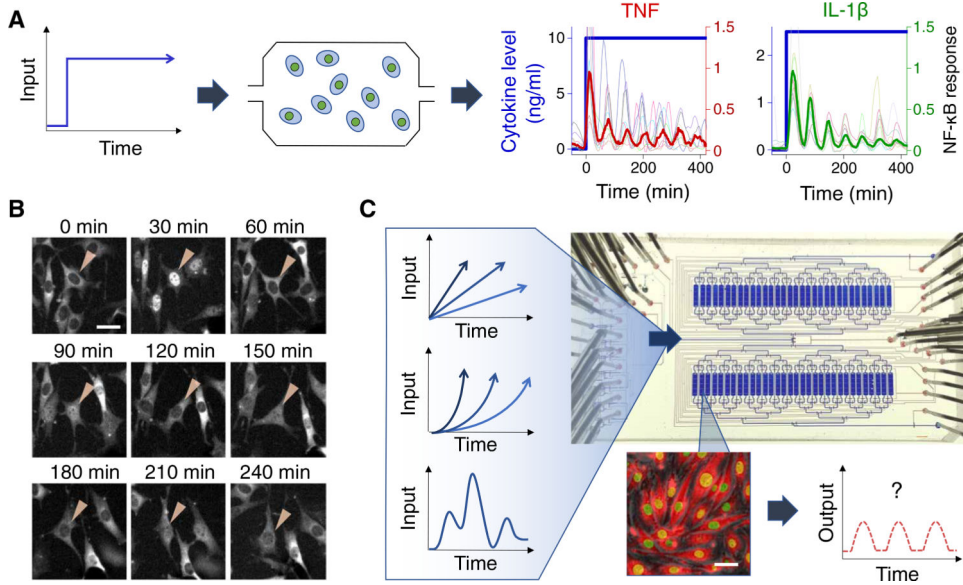 A
Input
Time
TNF
Cytokine level
(ng/ml)
10
5
0
1.5
1
0.5
0
0
200
400
Time (min)
IL-1β
2
1
0
1.5
1
0.5
0
NF-κB response
0
200
400
Time (min)
B
0 min
30 min
60 min
90 min
120 min
150 min
180 min
210 min
240 min
C
Input
Time
Input
Time
Input
Time
Output
?
Time